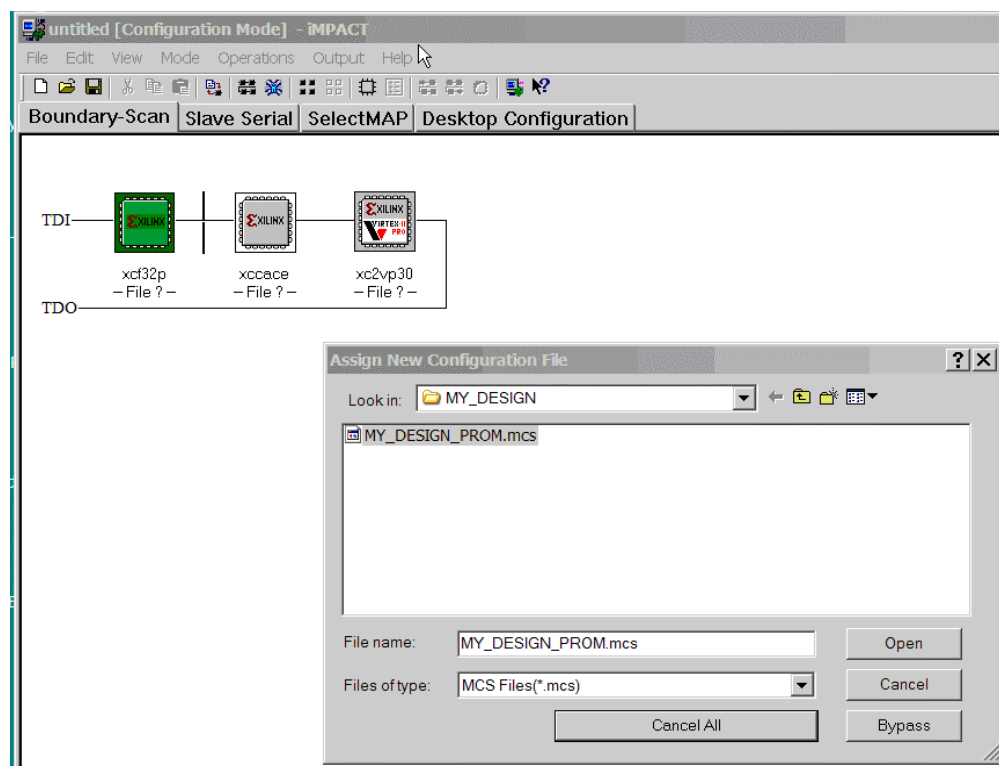 untitled [Configuration Mode] - iMPACT
File Edit View Mode Operations Output Help
Boundary-Scan Slave Serial SelectMAP Desktop Configuration
TDI
XILINX XILINX XILINX
VIRTEX-II
PRO
xcf32p xccace xc2vp30
– File ? – – File ? – – File ? –
TDO
Assign New Configuration File
Look in: MY_DESIGN
MY_DESIGN_PROM.mcs
File name: MY_DESIGN_PROM.mcs Open
Files of type: MCS Files(*.mcs) Cancel
Cancel All Bypass